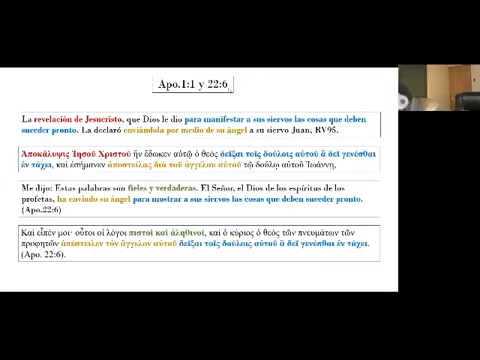 Apo.1:1 y 22:6
La revelación de Jesucristo, que Dios le dio para manifestar a sus siervos las cosas que deben
suceder pronto. La declaró enviándola por medio de su ángel a su siervo Juan, RV95.
Ἀποκάλυψις Ἰησοῦ Χριστοῦ ἣν ἔδωκεν αὐτῷ ὁ θεός δεῖξαι τοῖς δούλοις αὐτοῦ ἃ δεῖ γενέσθαι
ἐν τάχει, καὶ ἐσήμανεν ἀποστείλας διὰ τοῦ ἀγγέλου αὐτοῦ τῷ δούλῳ αὐτοῦ Ἰωάννῃ,
Me dijo: Estas palabras son fieles y verdaderas. El Señor, el Dios de los espíritus de los
profetas, ha enviado su ángel para mostrar a sus siervos las cosas que deben suceder pronto.
(Apo.22:6)
Καὶ εἶπέν μοι· οὗτοι οἱ λόγοι πιστοὶ καὶ ἀληθινοί, καὶ ὁ κύριος ὁ θεὸς τῶν πνευμάτων τῶν
προφητῶν ἀπέστειλεν τὸν ἄγγελον αὐτοῦ δεῖξαι τοῖς δούλοις αὐτοῦ ἃ δεῖ γενέσθαι ἐν τάχει.
(Apo. 22:6).